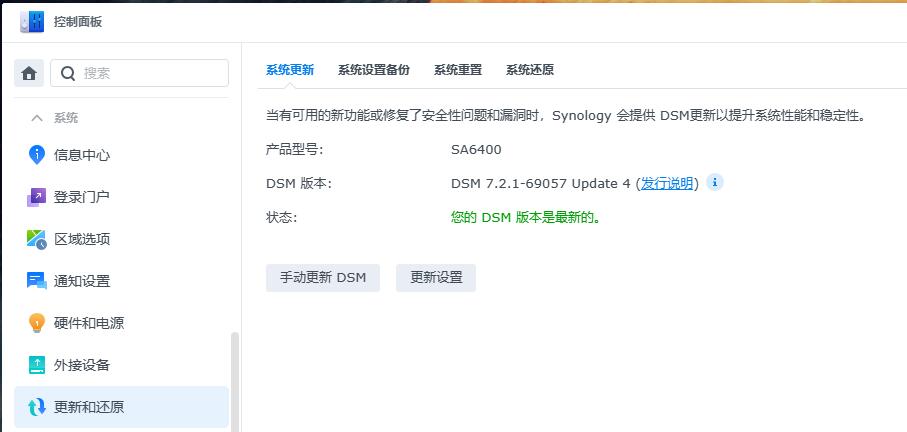 控制面板
搜索
系统
信息中心
登录门户
区域选项
通知设置
硬件和电源
外接设备
更新和还原
系统更新 系统设置备份 系统重置 系统还原
当有可用的新功能或修复了安全性问题和漏洞时，Synology 会提供 DSM更新以提升系统性能和稳定性。
产品型号： SA6400
DSM 版本： DSM 7.2.1-69057 Update 4 (发行说明)
状态： 您的 DSM 版本是最新的。
手动更新 DSM 更新设置